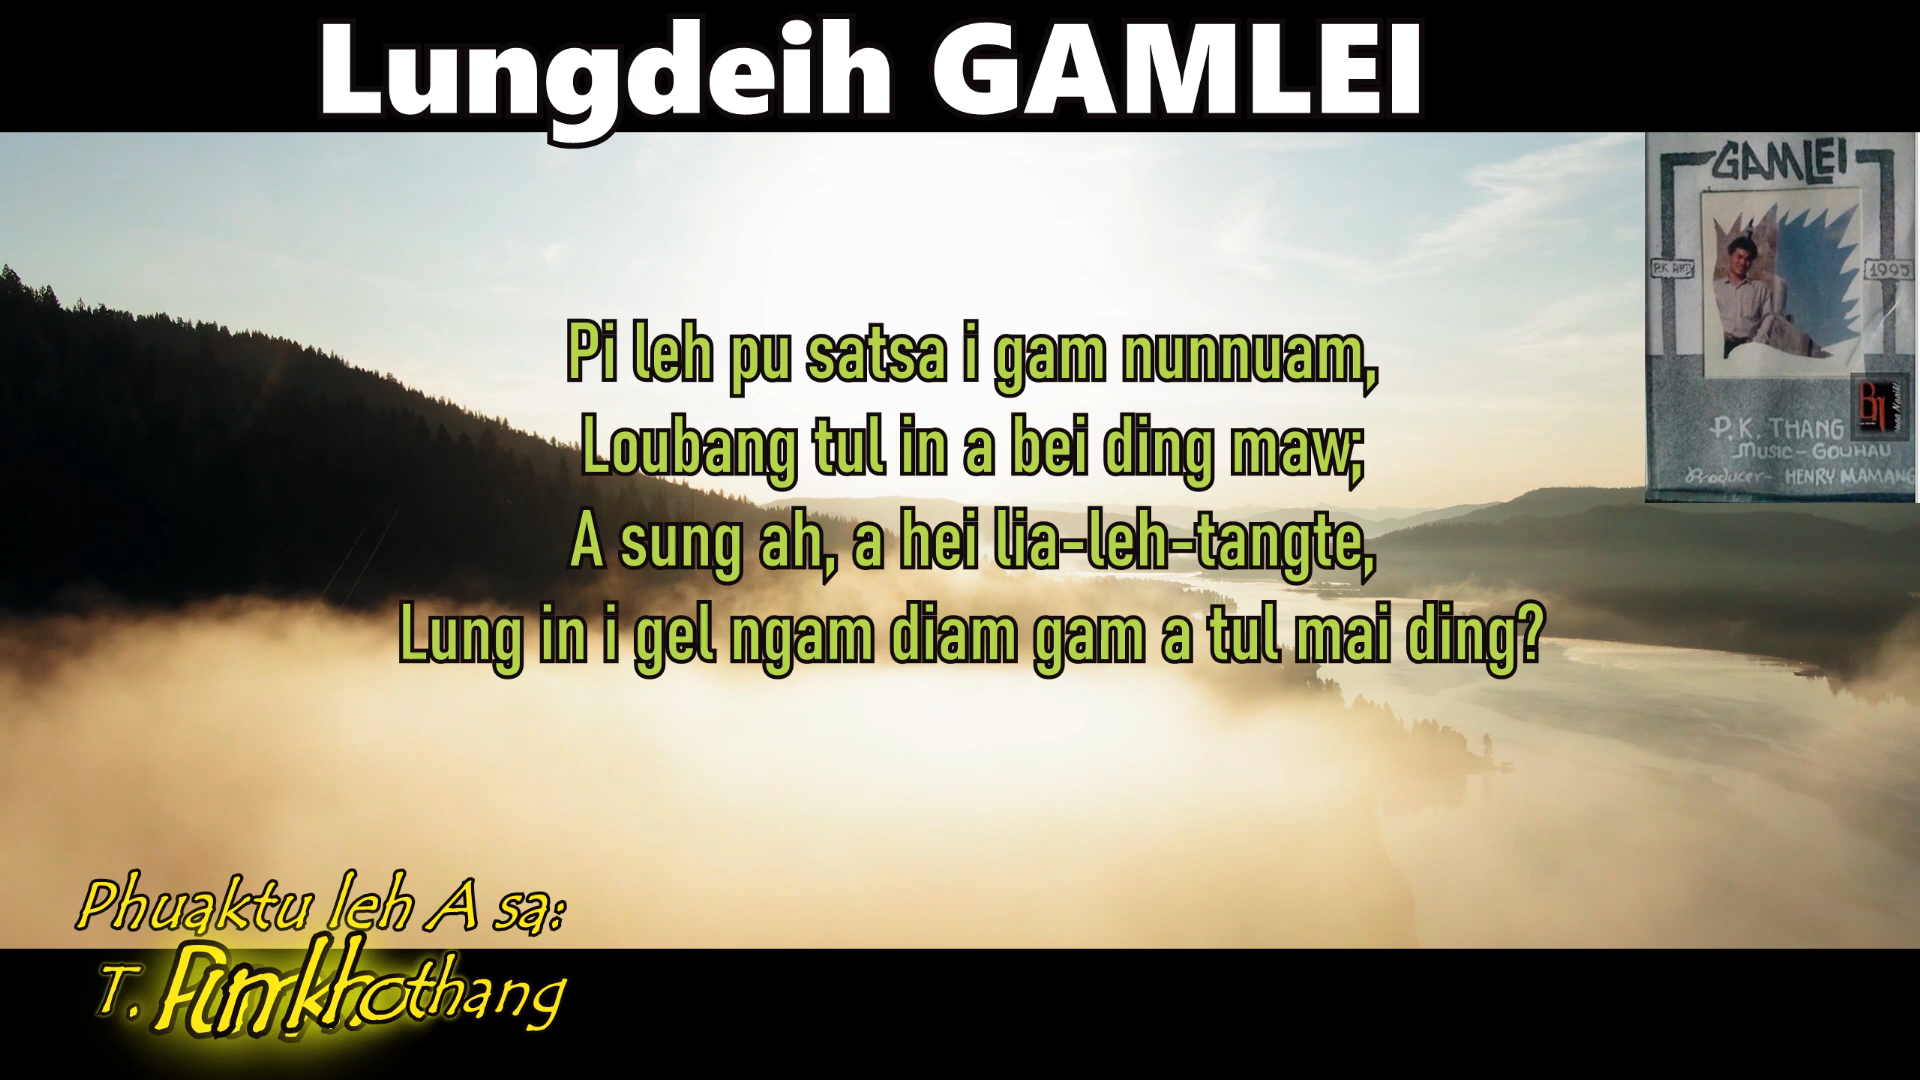 Lungdeih GAMLEI
GAMLEI
P.K ART
1995
P.K. THANG
Music - GOUHAU
Producer - HENRY MAMANG
Pi leh pu satsa i gam nunnuam,
Loubang tul in a bei ding maw;
A sung ah, a hei lia-leh-tangte,
Lung in i gel ngam diam gam a tul mai ding?
Phuaktu leh A sa:
T.